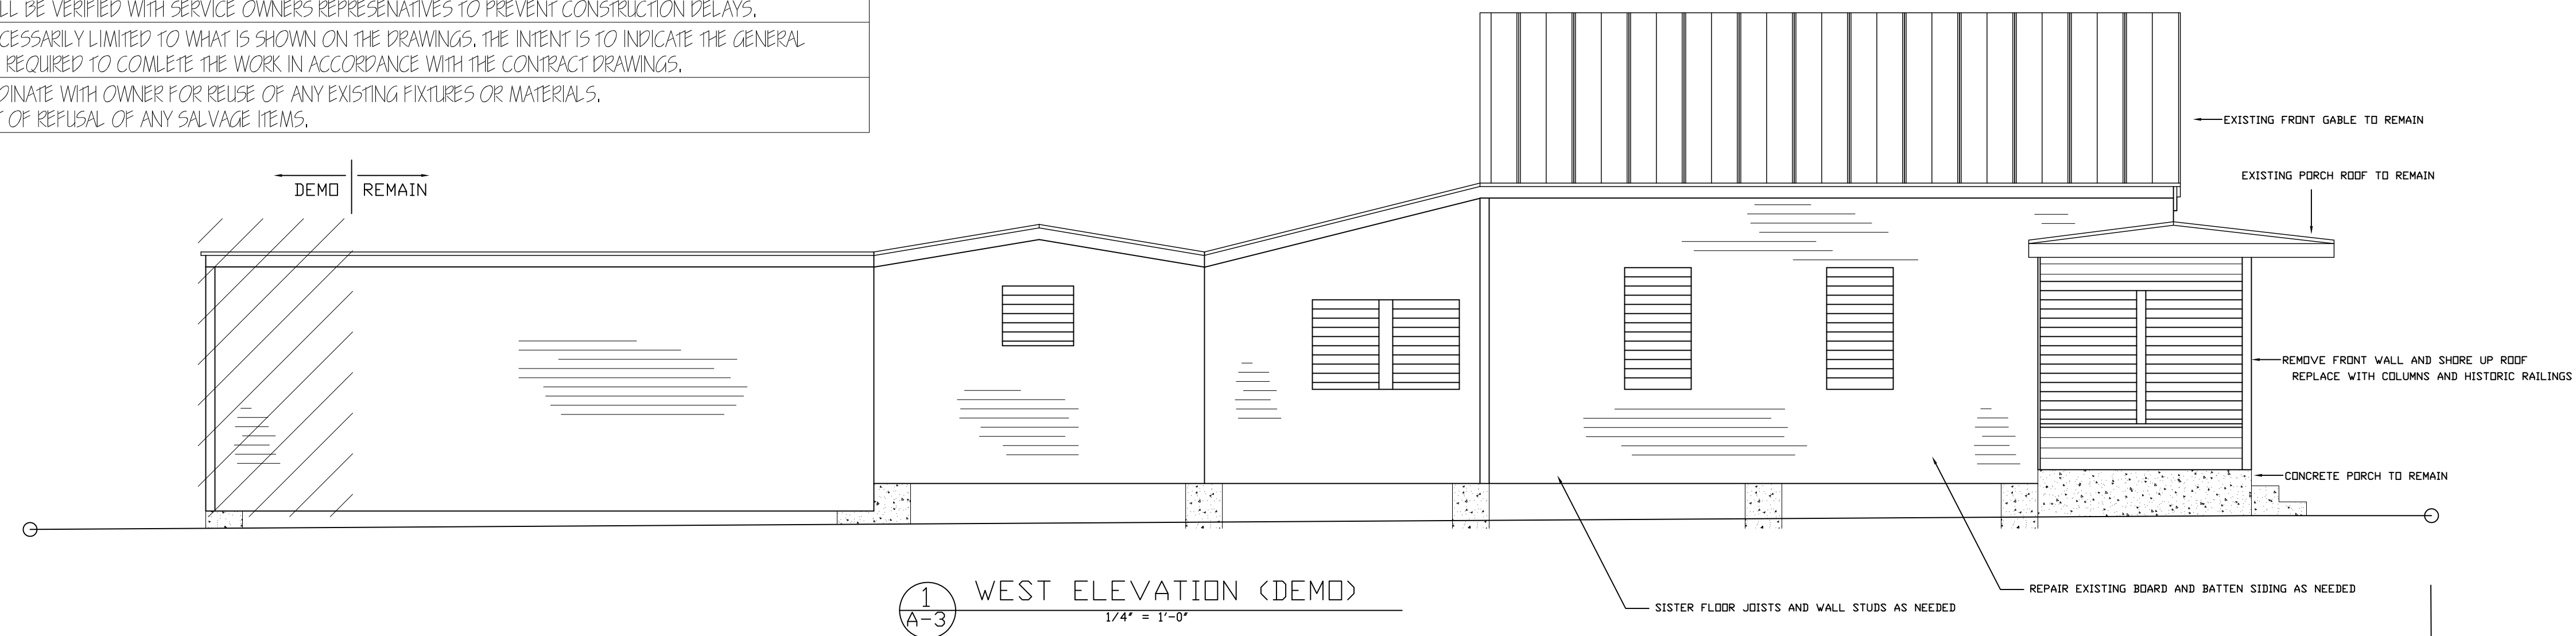 LL BE VERIFIED WITH SERVICE OWNERS REPRESENATIVES TO PREVENT CONSTRUCTION DELAYS.
CESSARILY LIMITED TO WHAT IS SHOWN ON THE DRAWINGS. THE INTENT IS TO INDICATE THE GENERAL
REQUIRED TO COMLETE THE WORK IN ACCORDANCE WITH THE CONTRACT DRAWINGS.
DINATE WITH OWNER FOR REUSE OF ANY EXISTING FIXTURES OR MATERIALS.
T OF REFUSAL OF ANY SALVAGE ITEMS.
DEMO REMAIN
EXISTING FRONT GABLE TO REMAIN
EXISTING PORCH ROOF TO REMAIN
REMOVE FRONT WALL AND SHORE UP ROOF
REPLACE WITH COLUMNS AND HISTORIC RAILINGS
CONCRETE PORCH TO REMAIN
REPAIR EXISTING BOARD AND BATTEN SIDING AS NEEDED
SISTER FLOOR JOISTS AND WALL STUDS AS NEEDED
1
A-3
WEST ELEVATION (DEMO)
1/4" = 1'-0"